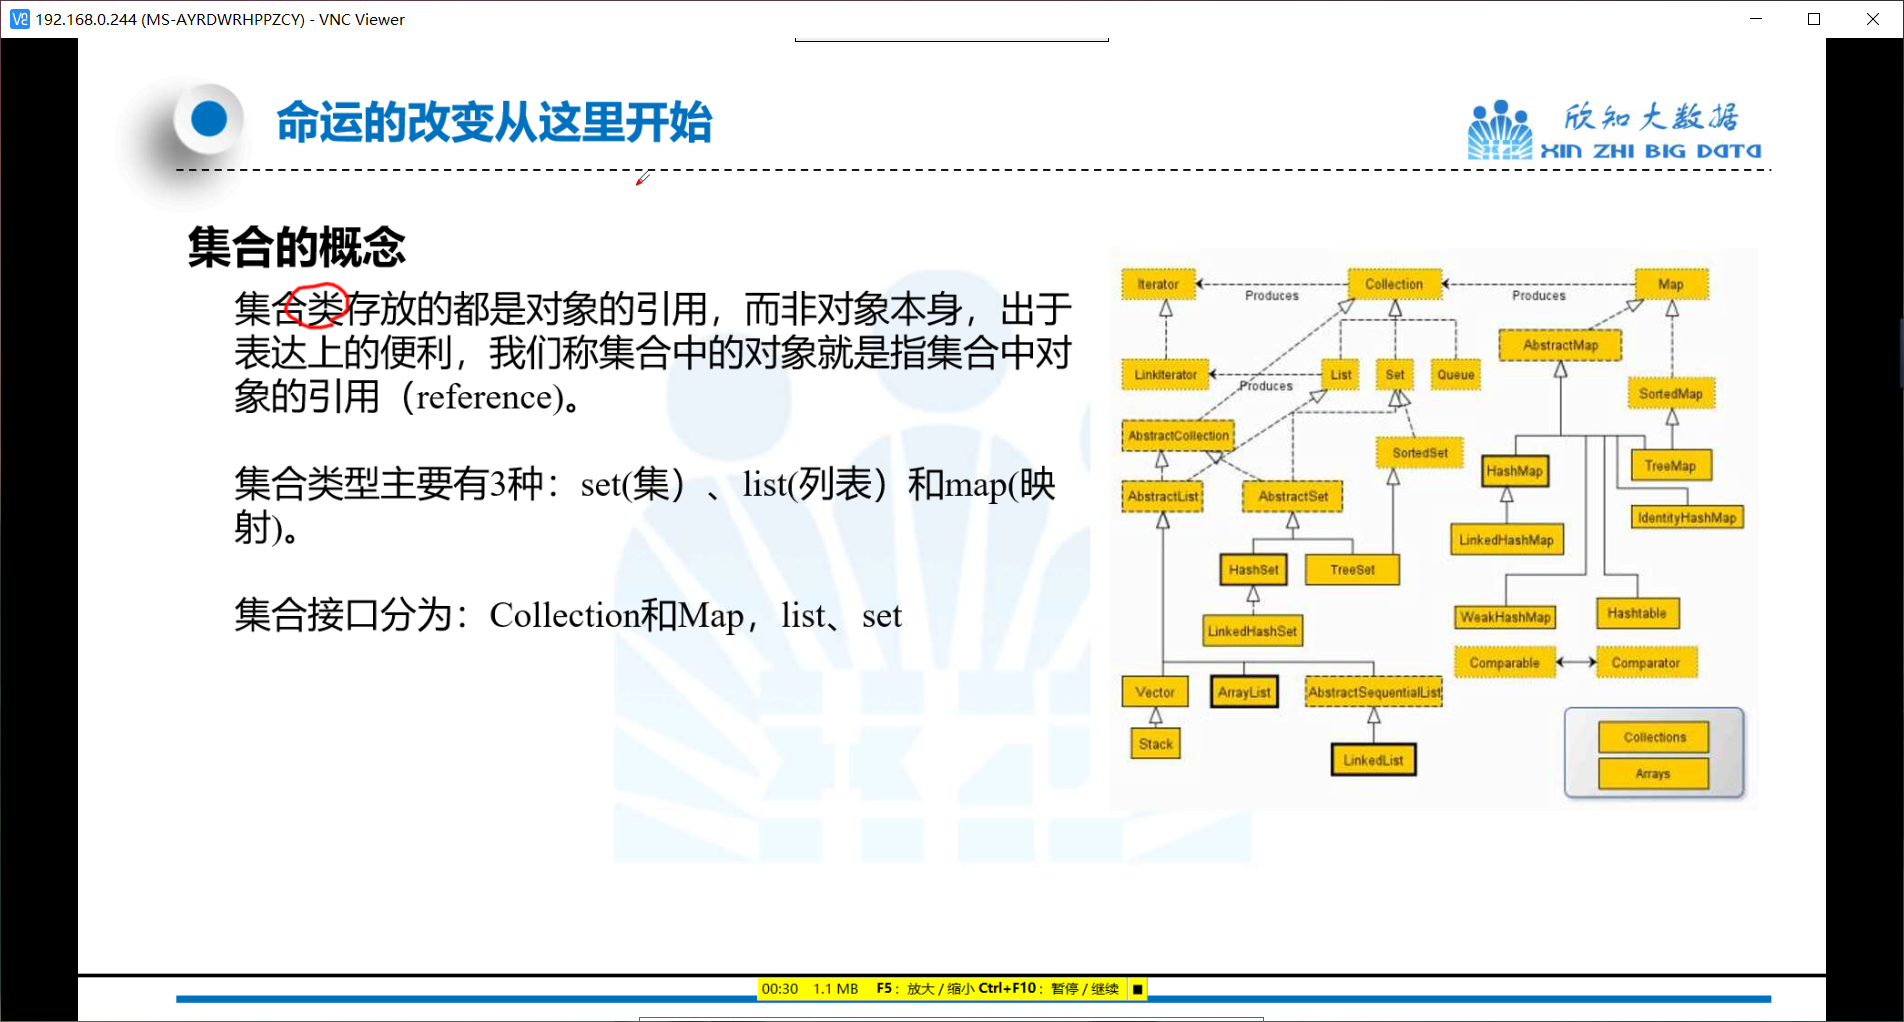 192.168.0.244 (MS-AYRDWRHPPZCY) - VNC Viewer
命运的改变从这里开始
欣知大数据
XIN ZHI BIG DATA
集合的概念
集合类存放的都是对象的引用，而非对象本身，出于
表达上的便利，我们称集合中的对象就是指集合中对
象的引用（reference)。
集合类型主要有3种：set(集）、list(列表）和map(映
射)。
集合接口分为：Collection和Map，list、set
Iterator
Produces
Collection
Produces
Map
AbstractMap
LinkIterator
Produces
List
Set
Queue
SortedMap
AbstractCollection
SortedSet
HashMap
TreeMap
AbstractList
AbstractSet
IdentityHashMap
LinkedHashMap
HashSet
TreeSet
WeakHashMap
Hashtable
LinkedHashSet
Comparable
Comparator
Vector
ArrayList
AbstractSequentialList
Stack
LinkedList
Collections
Arrays
00:30 1.1 MB F5：放大 / 缩小 Ctrl+F10：暂停 / 继续